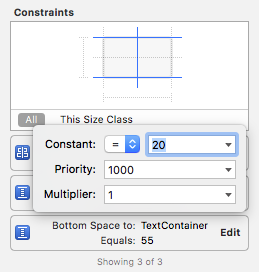 Constraints
All This Size Class
Constant: = 20
Priority: 1000
Multiplier: 1
Bottom Space to: TextContainer
Equals: 55 Edit
Showing 3 of 3